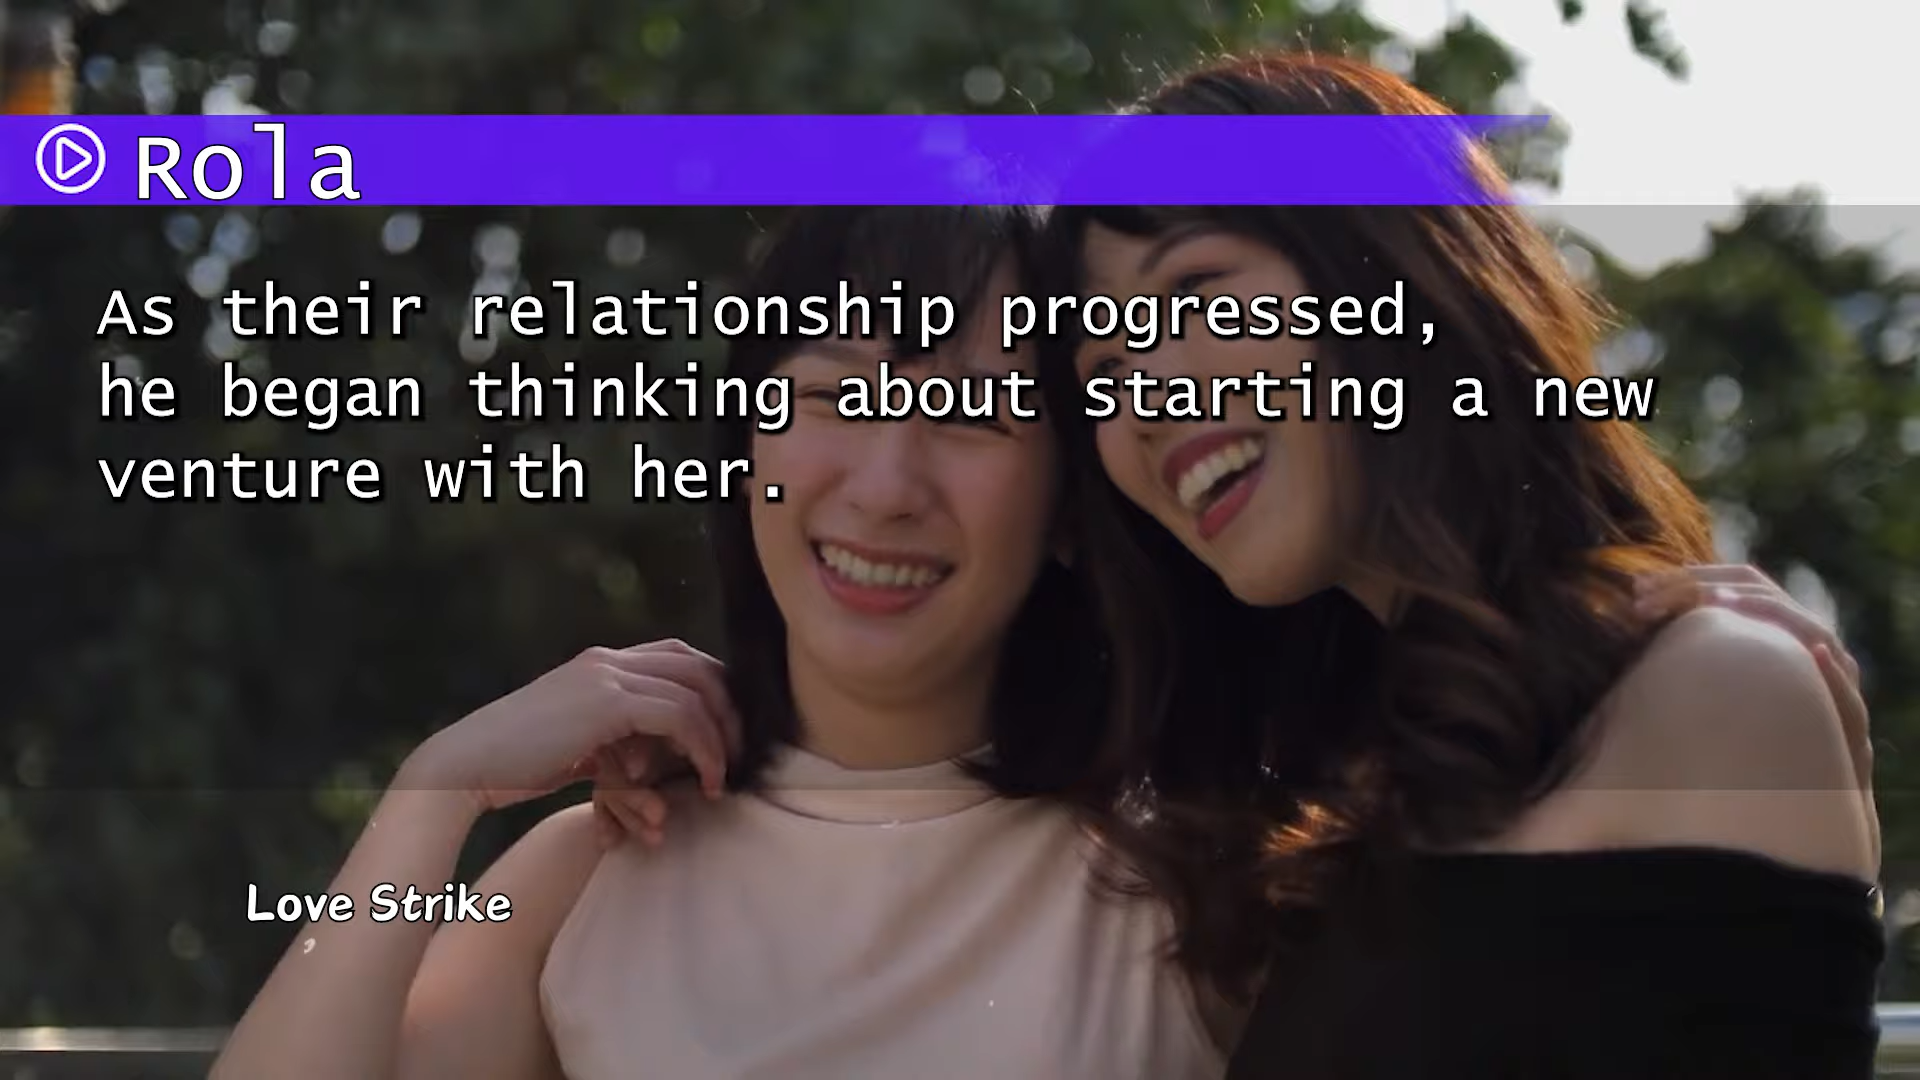 Rola
As their relationship progressed,
he began thinking about starting a new
venture with her.
Love Strike